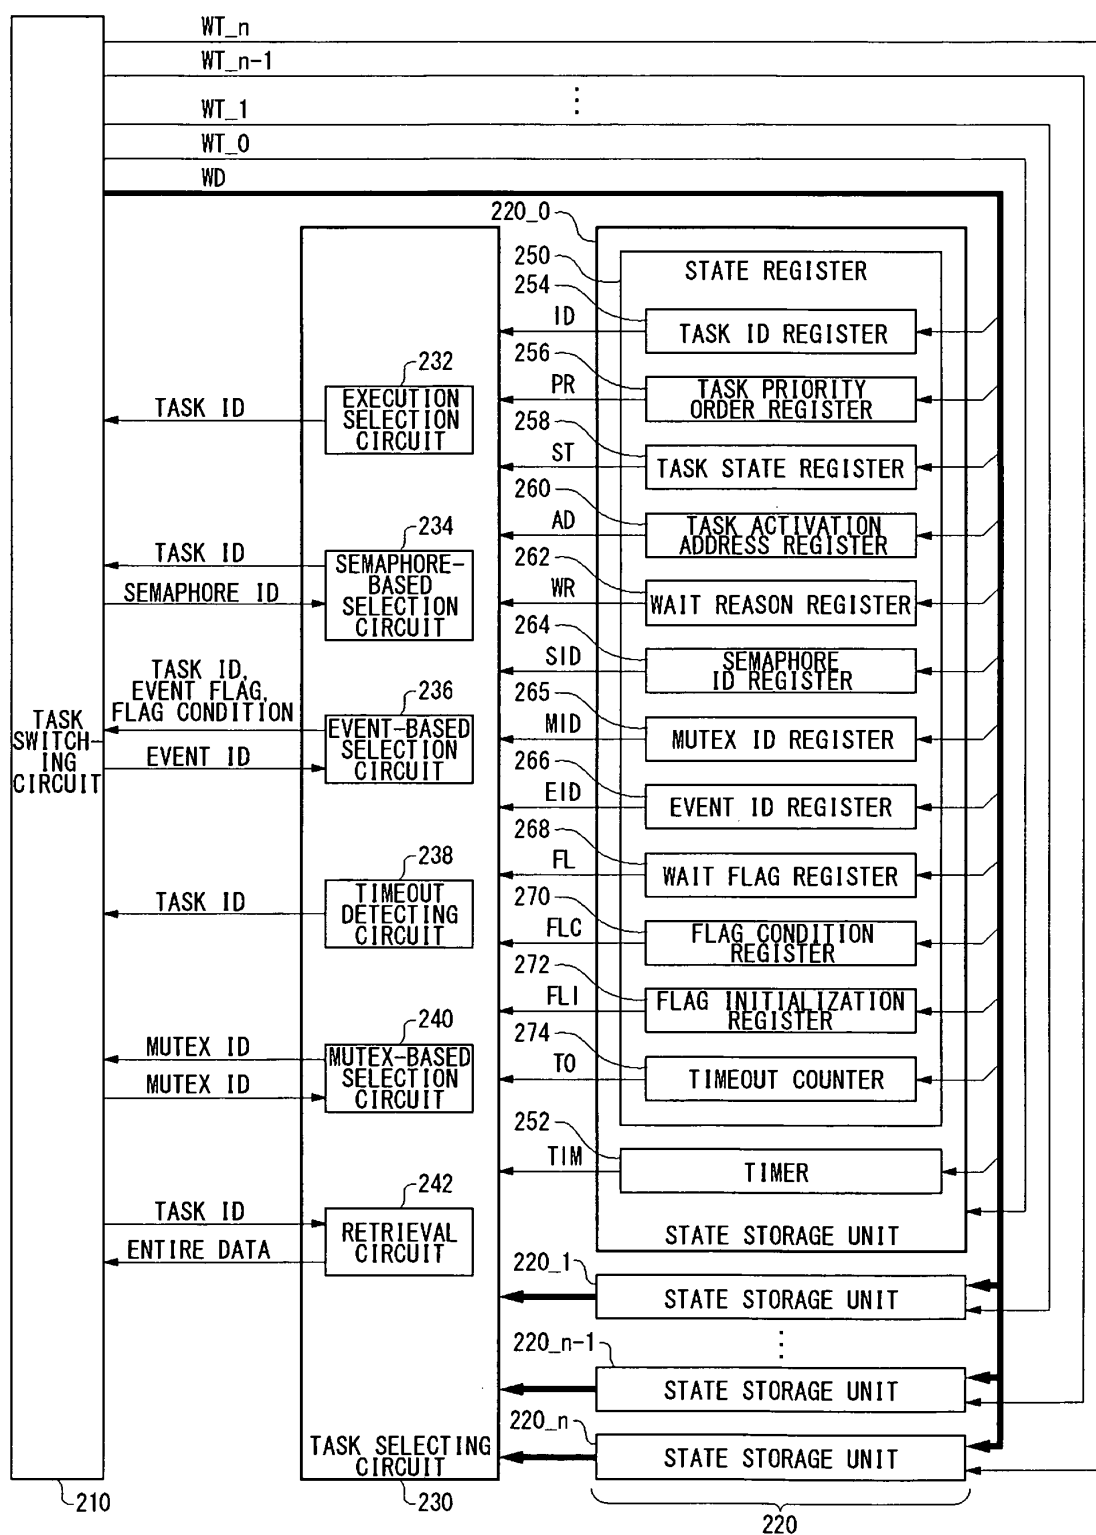 WT_n
WT_n-1
WT_1
WT_0
WD
TASK
SWITCH-
ING
CIRCUIT
210
TASK ID
TASK ID
SEMAPHORE ID
TASK ID,
EVENT FLAG,
FLAG CONDITION
EVENT ID
TASK ID
MUTEX ID
MUTEX ID
TASK ID
ENTIRE DATA
232
EXECUTION
SELECTION
CIRCUIT
234
SEMAPHORE-
BASED
SELECTION
CIRCUIT
236
EVENT-BASED
SELECTION
CIRCUIT
238
TIMEOUT
DETECTING
CIRCUIT
240
MUTEX-BASED
SELECTION
CIRCUIT
242
RETRIEVAL
CIRCUIT
TASK SELECTING
CIRCUIT
230
220_0
250
STATE REGISTER
254
ID
TASK ID REGISTER
256
PR
TASK PRIORITY
ORDER REGISTER
258
ST
TASK STATE REGISTER
260
AD
TASK ACTIVATION
ADDRESS REGISTER
262
WR
WAIT REASON REGISTER
264
SID
SEMAPHORE
ID REGISTER
265
MID
MUTEX ID REGISTER
266
EID
EVENT ID REGISTER
268
FL
WAIT FLAG REGISTER
270
FLC
FLAG CONDITION
REGISTER
272
FLI
FLAG INITIALIZATION
REGISTER
274
TO
TIMEOUT COUNTER
252
TIM
TIMER
STATE STORAGE UNIT
220_1
STATE STORAGE UNIT
220_n-1
STATE STORAGE UNIT
220_n
STATE STORAGE UNIT
220